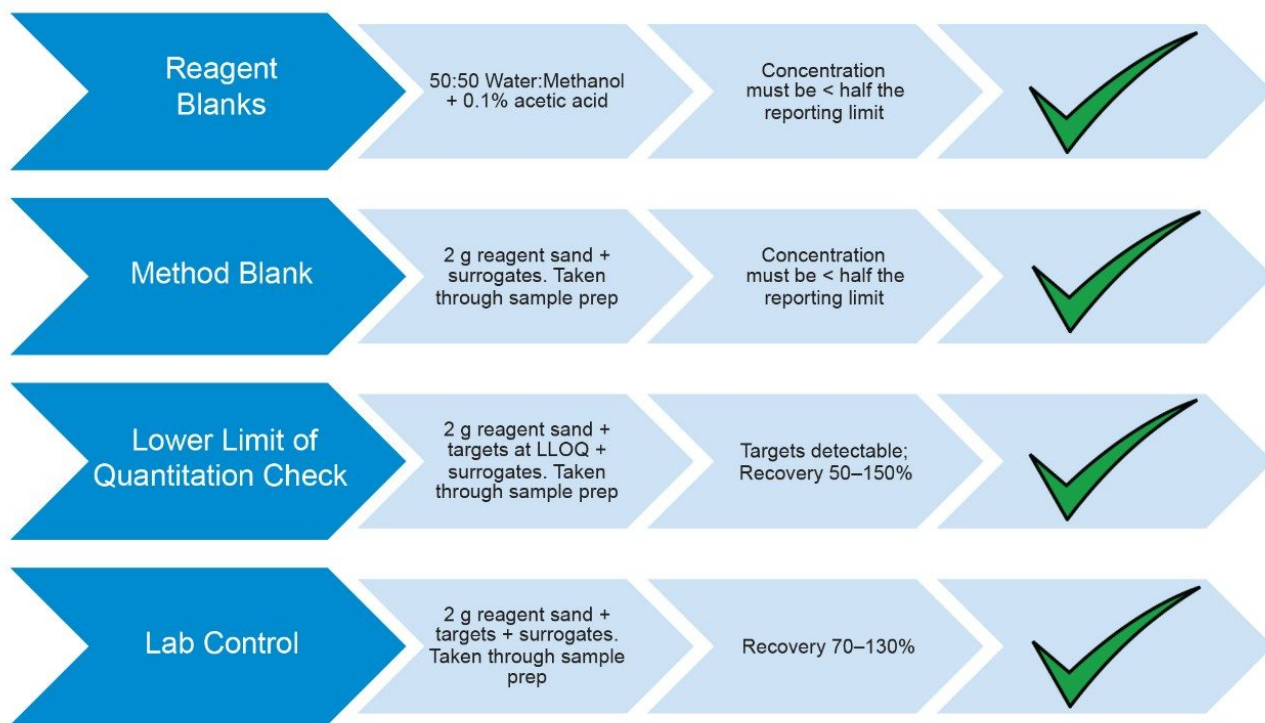 Reagent
Blanks
50:50 Water:Methanol
+ 0.1% acetic acid
Concentration
must be < half the
reporting limit
Method Blank
2 g reagent sand +
surrogates. Taken
through sample prep
Concentration
must be < half the
reporting limit
Lower Limit of
Quantitation Check
2 g reagent sand +
targets at LLOQ +
surrogates. Taken
through sample prep
Targets detectable;
Recovery 50–150%
Lab Control
2 g reagent sand +
targets + surrogates.
Taken through sample
prep
Recovery 70–130%